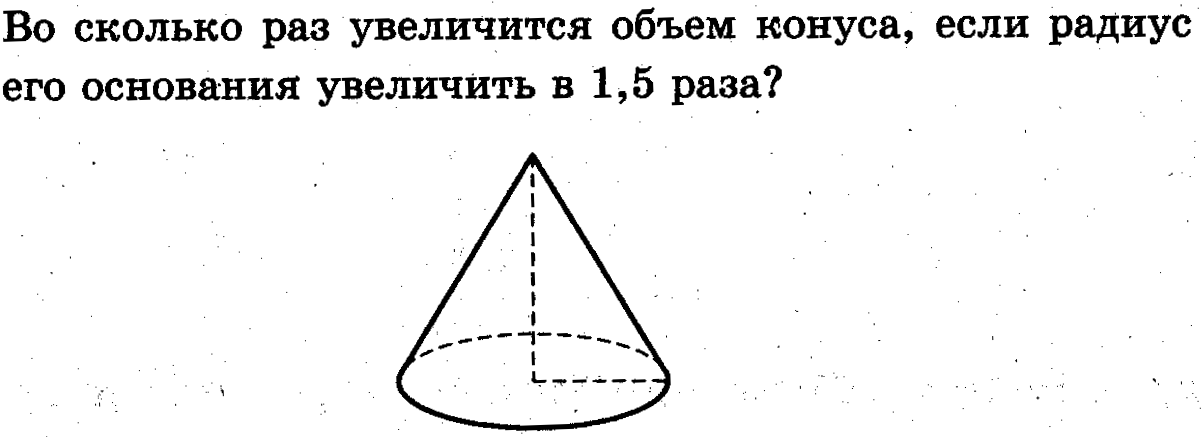 Во сколько раз увеличится объем конуса, если радиус
его основания увеличить в 1,5 раза?